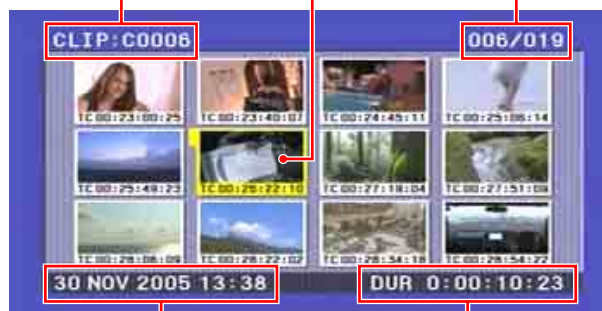 CLIP:C0006 006/019
TC 00:23:00:25 TC 00:23:40:07 TC 00:24:45:11 TC 00:25:06:14
TC 00:25:49:23 TC 00:26:22:10 TC 00:27:18:04 TC 00:27:51:09
TC 00:28:06:09 TC 00:28:22:02 TC 00:28:34:18 TC 00:28:54:22
30 NOV 2005 13:38 DUR 0:00:10:23